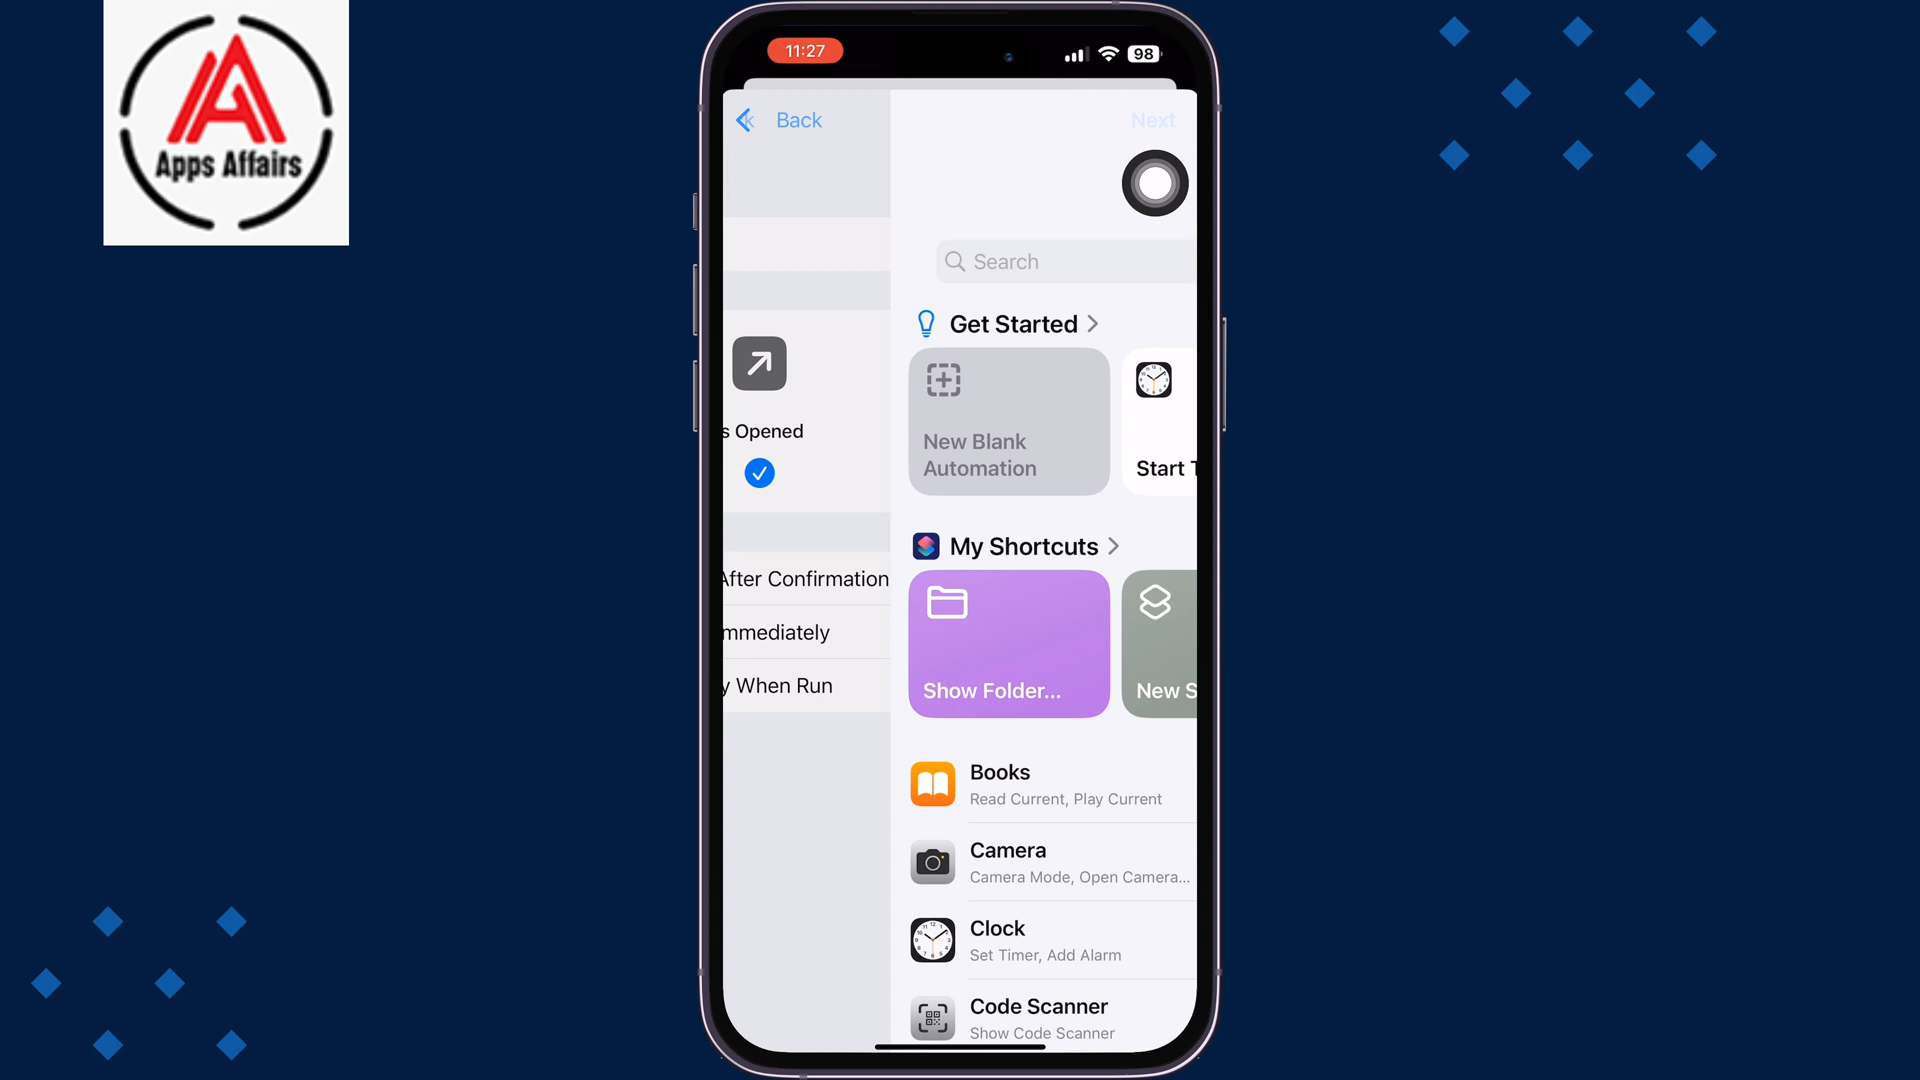 Apps Affairs
11:27
98
Back
Next
Search
Get Started
New Blank
Automation
Start T
s Opened
My Shortcuts
After Confirmation
mmediately
Show Folder...
New S
y When Run
Books
Read Current, Play Current
Camera
Camera Mode, Open Camera...
Clock
Set Timer, Add Alarm
Code Scanner
Show Code Scanner